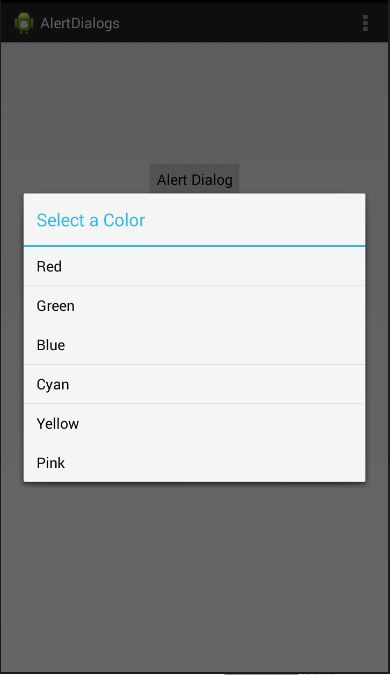 AlertDialogs
Alert Dialog
Select a Color
Red
Green
Blue
Cyan
Yellow
Pink